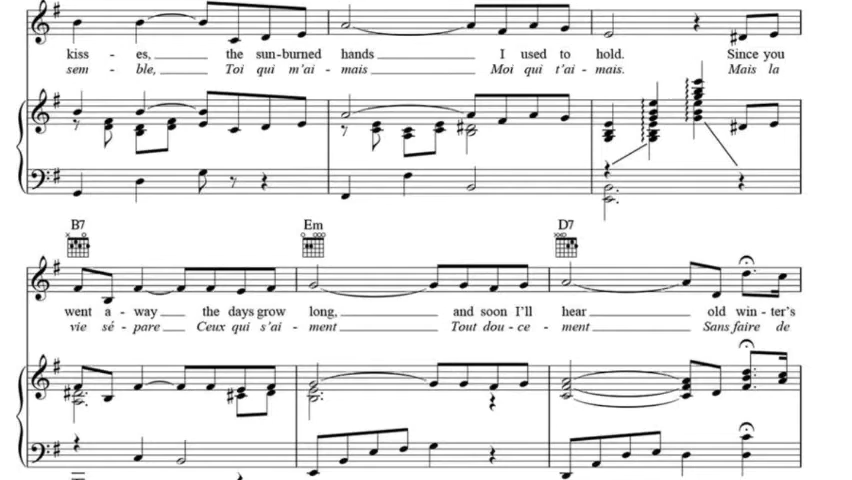 kiss - es, the sun-burned hands I used to hold. Since you
sem - ble, Toi qui m'ai - mais Moi qui t'ai - mais. Mais la
B7 Em D7
went a - way the days grow long, and soon I'll hear old win - ter's
vie sé - pare Ceux qui s'ai - ment Tout dou - ce - ment Sans faire de